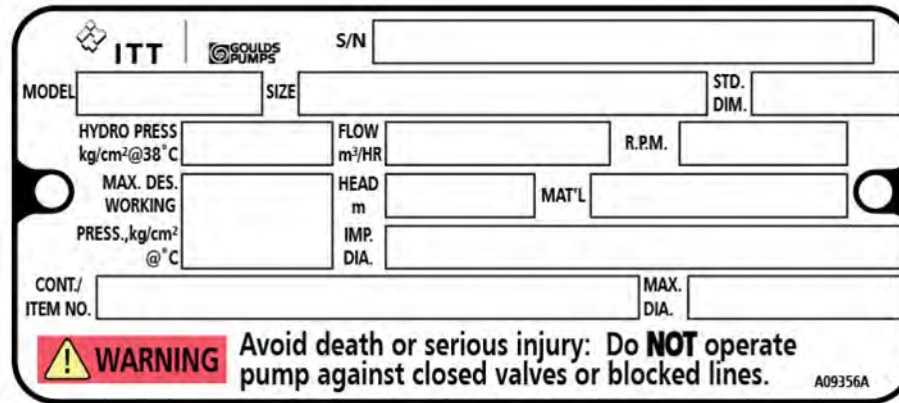 ITT GOULDS PUMPS S/N
MODEL SIZE STD. DIM.
HYDRO PRESS kg/cm²@38°C FLOW m³/HR R.P.M.
MAX. DES. WORKING PRESS.,kg/cm² @°C HEAD m MAT'L
IMP. DIA.
CONT./ ITEM NO. MAX. DIA.
WARNING
Avoid death or serious injury: Do NOT operate
pump against closed valves or blocked lines.
A09356A